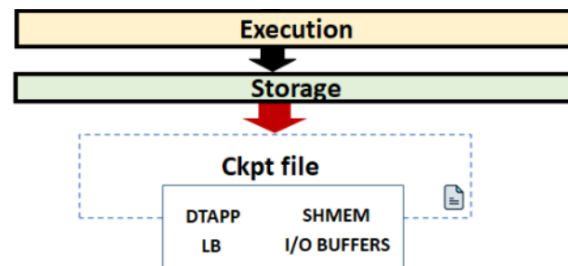 Execution
Storage
Ckpt file
DTAPP SHMEM
LB I/O BUFFERS